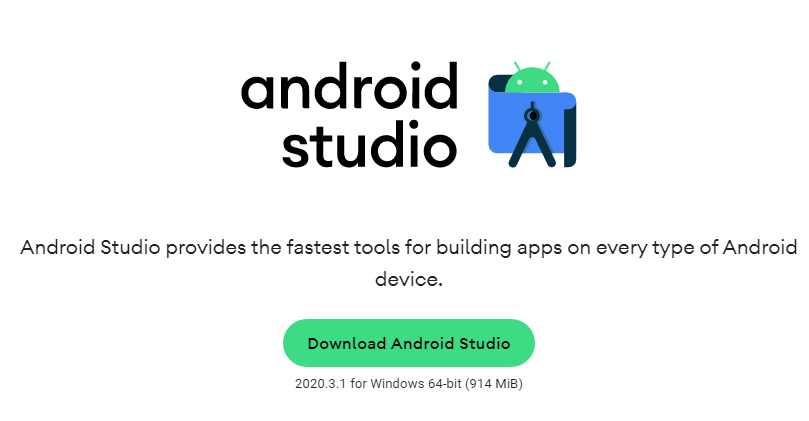 android
studio
Android Studio provides the fastest tools for building apps on every type of Android
device.
Download Android Studio
2020.3.1 for Windows 64-bit (914 MiB)